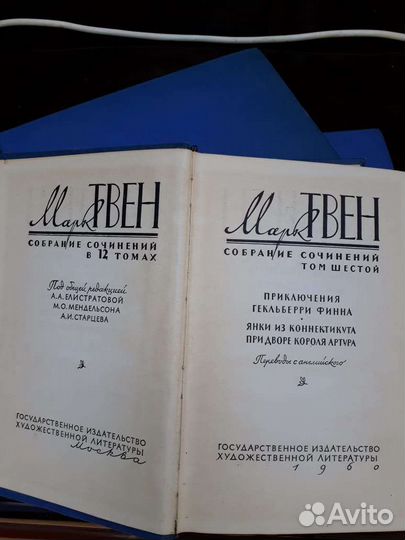 Марк ТВЕН
СОБРАНИЕ СОЧИНЕНИЙ
В 12 ТОМАХ
Под общей редакцией
А.А. ЕЛИСТРАТОВОЙ
М.О. МЕНДЕЛЬСОНА
А.И. СТАРЦЕВА
ГОСУДАРСТВЕННОЕ ИЗДАТЕЛЬСТВО
ХУДОЖЕСТВЕННОЙ ЛИТЕРАТУРЫ
Москва
Марк ТВЕН
СОБРАНИЕ СОЧИНЕНИЙ
ТОМ ШЕСТОЙ
ПРИКЛЮЧЕНИЯ
ГЕКЛЬБЕРРИ ФИННА
ЯНКИ ИЗ КОННЕКТИКУТА
ПРИ ДВОРЕ КОРОЛЯ АРТУРА
Переводы с английского
ГОСУДАРСТВЕННОЕ ИЗДАТЕЛЬСТВО
ХУДОЖЕСТВЕННОЙ ЛИТЕРАТУРЫ
1960
Avito